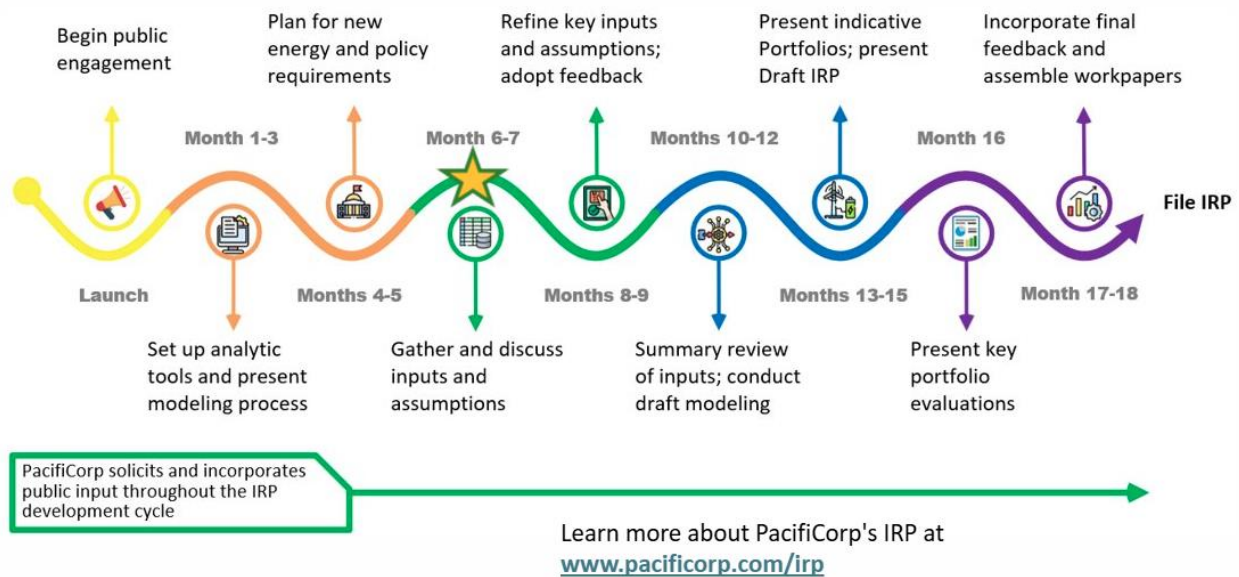 Begin public
engagement
Plan for new
energy and policy
requirements
Refine key inputs
and assumptions;
adopt feedback
Present indicative
Portfolios; present
Draft IRP
Incorporate final
feedback and
assemble workpapers
Month 1-3
Month 6-7
Months 10-12
Month 16
File IRP
Launch
Months 4-5
Months 8-9
Months 13-15
Month 17-18
Set up analytic
tools and present
modeling process
Gather and discuss
inputs and
assumptions
Summary review
of inputs; conduct
draft modeling
Present key
portfolio
evaluations
PacifiCorp solicits and incorporates
public input throughout the IRP
development cycle
Learn more about PacifiCorp's IRP at
www.pacificorp.com/irp